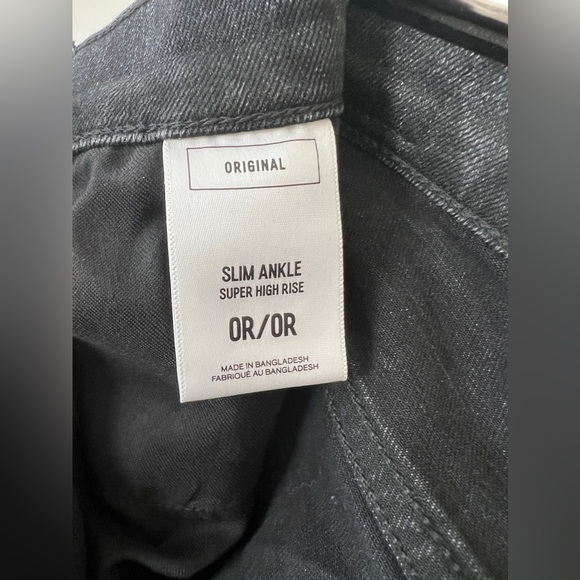 ORIGINAL
SLIM ANKLE
SUPER HIGH RISE
0R/0R
MADE IN BANGLADESH
FABRIQUÉ AU BANGLADESH